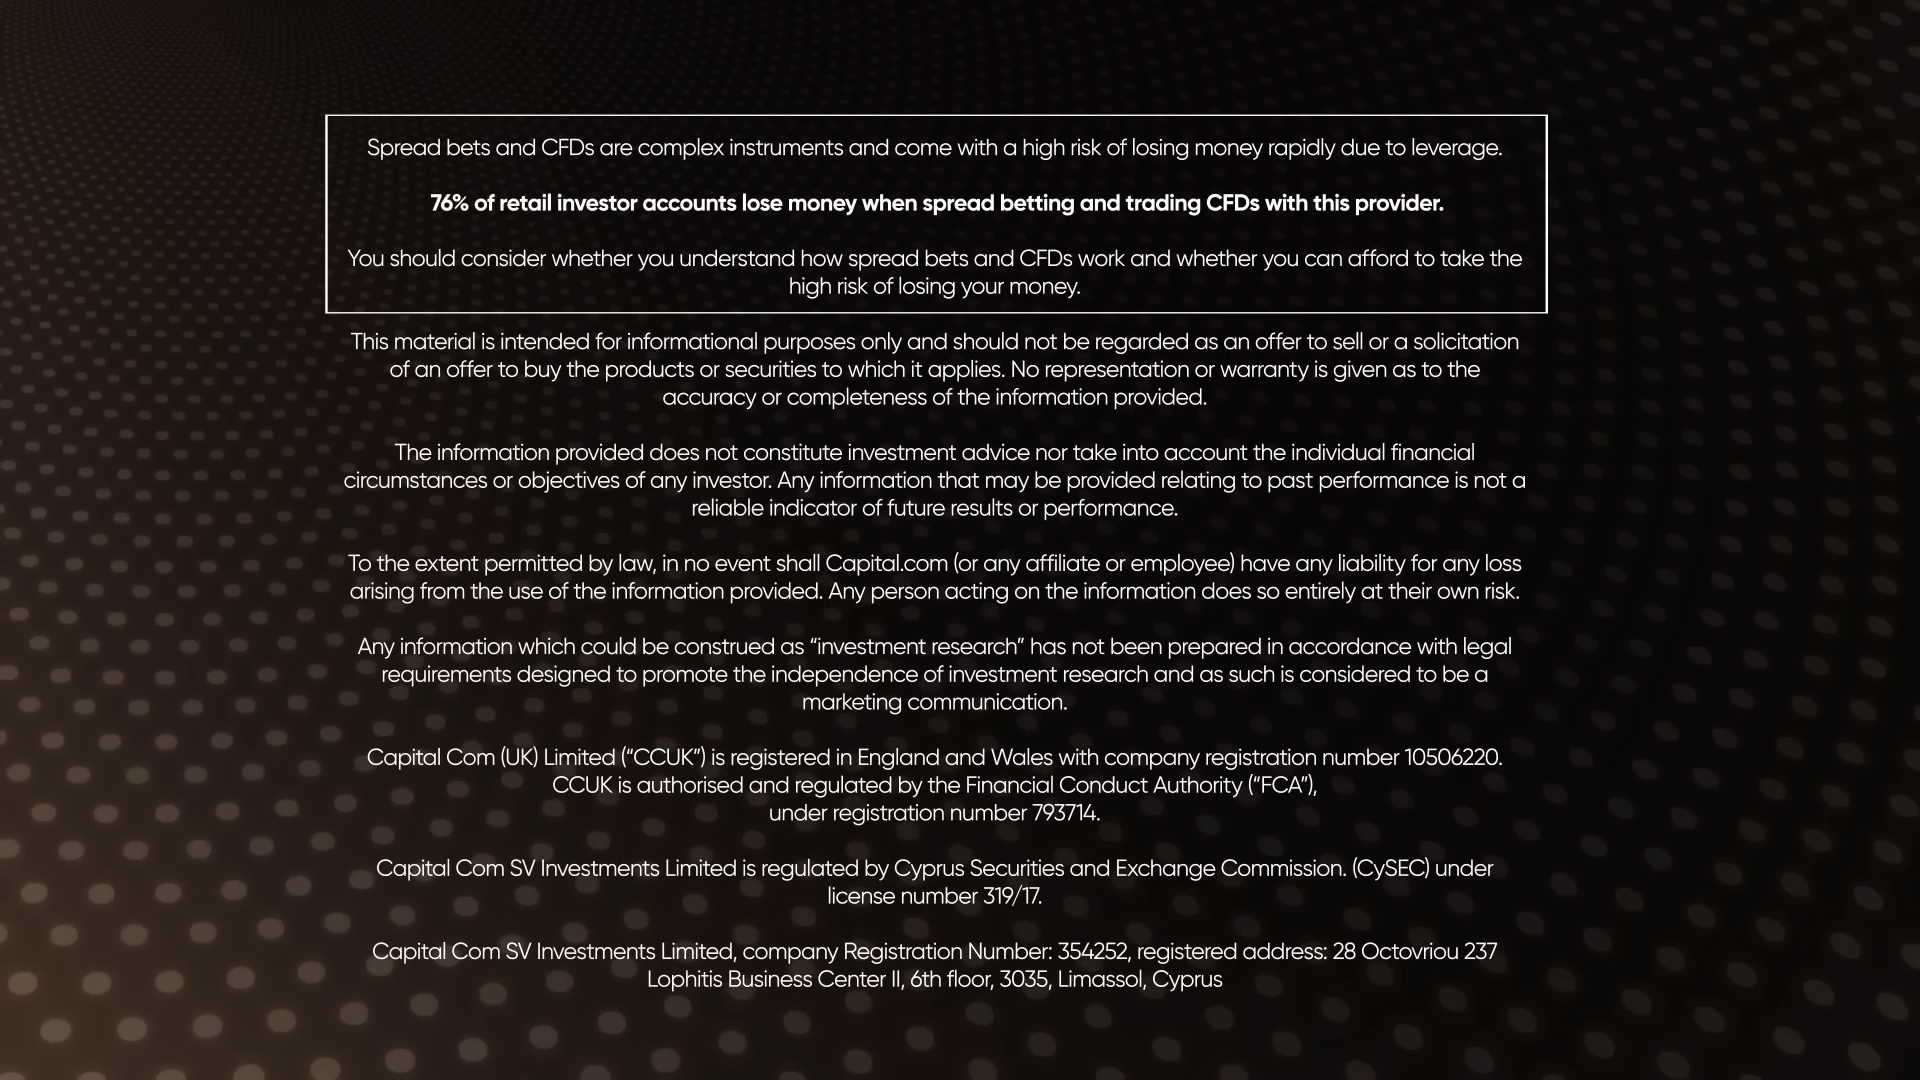 Spread bets and CFDs are complex instruments and come with a high risk of losing money rapidly due to leverage.
76% of retail investor accounts lose money when spread betting and trading CFDs with this provider.
You should consider whether you understand how spread bets and CFDs work and whether you can afford to take the
high risk of losing your money.
This material is intended for informational purposes only and should not be regarded as an offer to sell or a solicitation
of an offer to buy the products or securities to which it applies. No representation or warranty is given as to the
accuracy or completeness of the information provided.
The information provided does not constitute investment advice nor take into account the individual financial
circumstances or objectives of any investor. Any information that may be provided relating to past performance is not a
reliable indicator of future results or performance.
To the extent permitted by law, in no event shall Capital.com (or any affiliate or employee) have any liability for any loss
arising from the use of the information provided. Any person acting on the information does so entirely at their own risk.
Any information which could be construed as “investment research” has not been prepared in accordance with legal
requirements designed to promote the independence of investment research and as such is considered to be a
marketing communication.
Capital Com (UK) Limited (“CCUK”) is registered in England and Wales with company registration number 10506220.
CCUK is authorised and regulated by the Financial Conduct Authority (“FCA”),
under registration number 793714.
Capital Com SV Investments Limited is regulated by Cyprus Securities and Exchange Commission. (CySEC) under
license number 319/17.
Capital Com SV Investments Limited, company Registration Number: 354252, registered address: 28 Octovriou 237
Lophitis Business Center II, 6th floor, 3035, Limassol, Cyprus